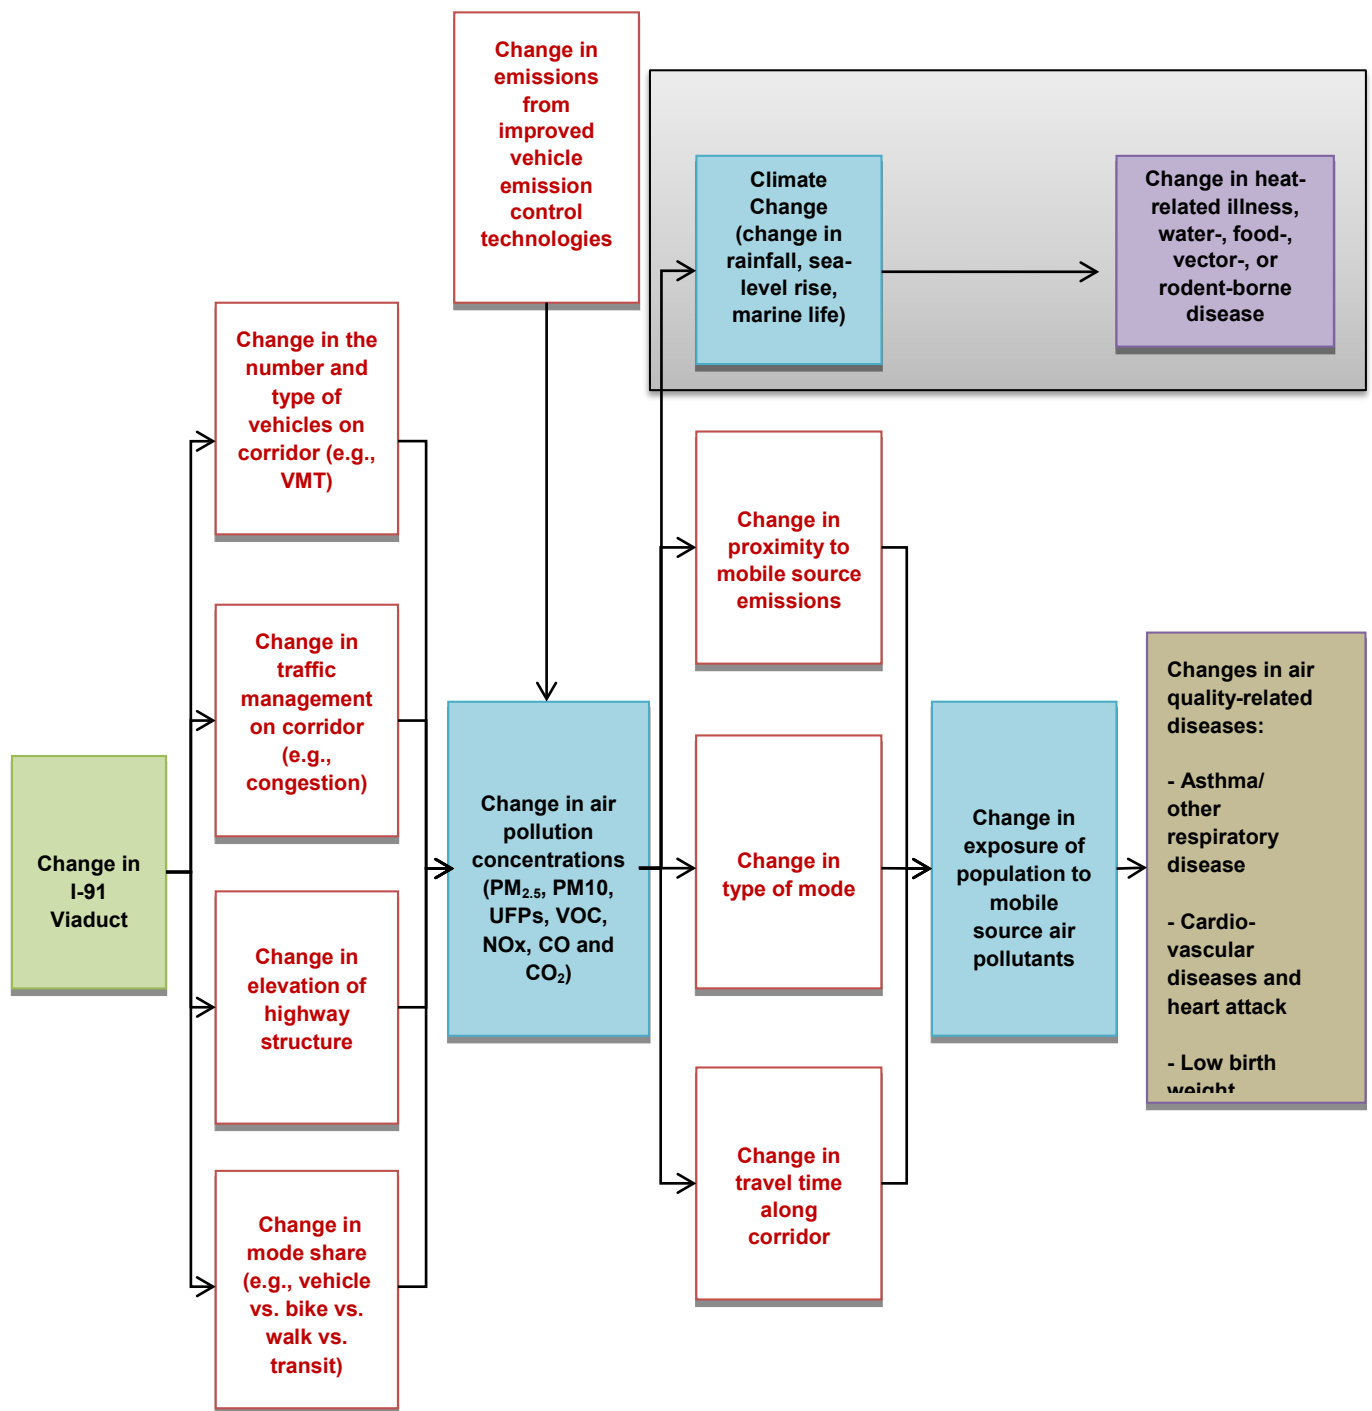 Change in
emissions
from
improved
vehicle
emission
control
technologies
Climate
Change
(change in
rainfall, sea-
level rise,
marine life)
Change in heat-
related illness,
water-, food-,
vector-, or
rodent-borne
disease
Change in the
number and
type of
vehicles on
corridor (e.g.,
VMT)
Change in
traffic
management
on corridor
(e.g.,
congestion)
Change in
elevation of
highway
structure
Change in
mode share
(e.g., vehicle
vs. bike vs.
walk vs.
transit)
Change in
I-91
Viaduct
Change in air
pollution
concentrations
(PM2.5, PM10,
UFPs, VOC,
NOx, CO and
CO2)
Change in
proximity to
mobile source
emissions
Change in
type of mode
Change in
travel time
along
corridor
Change in
exposure of
population to
mobile
source air
pollutants
Changes in air
quality-related
diseases:
- Asthma/
other
respiratory
disease
- Cardio-
vascular
diseases and
heart attack
- Low birth
weight